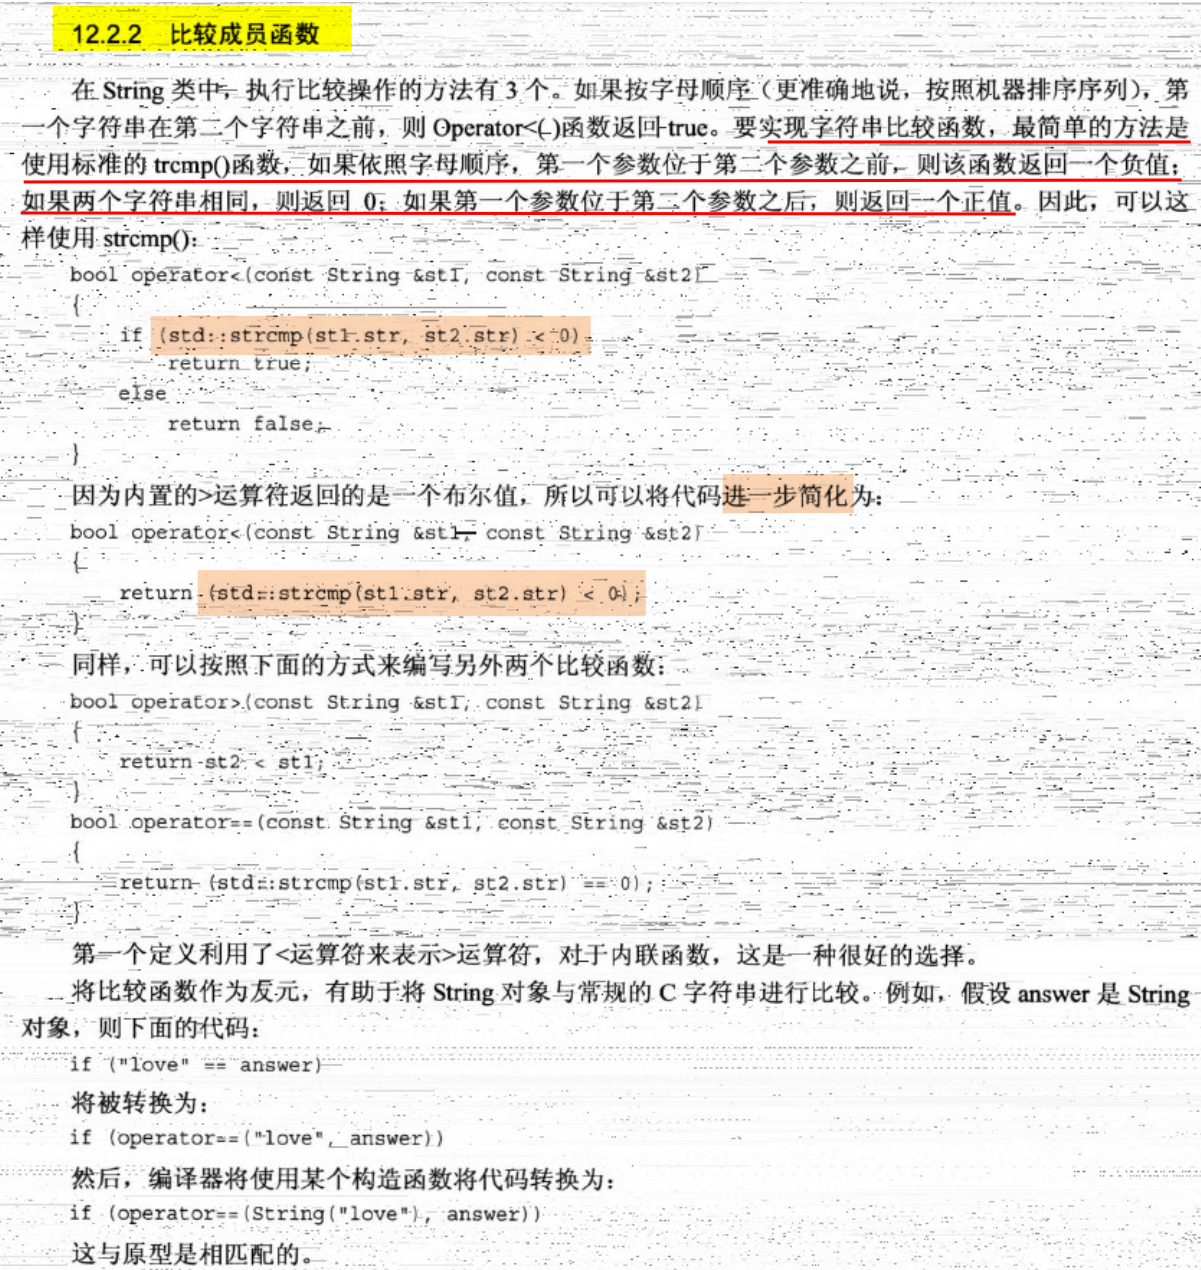 12.2.2 比较成员函数
在 String 类中，执行比较操作的方法有 3 个。如果按字母顺序（更准确地说，按照机器排序序列），第
一个字符串在第二个字符串之前，则 Operator<()函数返回 true。要实现字符串比较函数，最简单的方法是
使用标准的 trcmp()函数，如果依照字母顺序，第一个参数位于第二个参数之前，则该函数返回一个负值；
如果两个字符串相同，则返回 0；如果第一个参数位于第二个参数之后，则返回一个正值。因此，可以这
样使用 strcmp()：
bool operator<(const String &st1, const String &st2)
{
if (std::strcmp(st1.str, st2.str) < 0)
return true;
else
return false;
}
因为内置的>运算符返回的是一个布尔值，所以可以将代码进一步简化为：
bool operator<(const String &st1, const String &st2)
{
return (std::strcmp(st1.str, st2.str) < 0);
}
同样，可以按照下面的方式来编写另外两个比较函数：
bool operator>(const String &st1, const String &st2)
{
return st2 < st1;
}
bool operator==(const String &st1, const String &st2)
{
return (std::strcmp(st1.str, st2.str) == 0);
}
第一个定义利用了<运算符来表示>运算符，对于内联函数，这是一种很好的选择。
将比较函数作为友元，有助于将 String 对象与常规的 C 字符串进行比较。例如，假设 answer 是 String
对象，则下面的代码：
if ("love" == answer)
将被转换为：
if (operator==("love", answer))
然后，编译器将使用某个构造函数将代码转换为：
if (operator==(String("love"), answer))
这与原型是相匹配的。